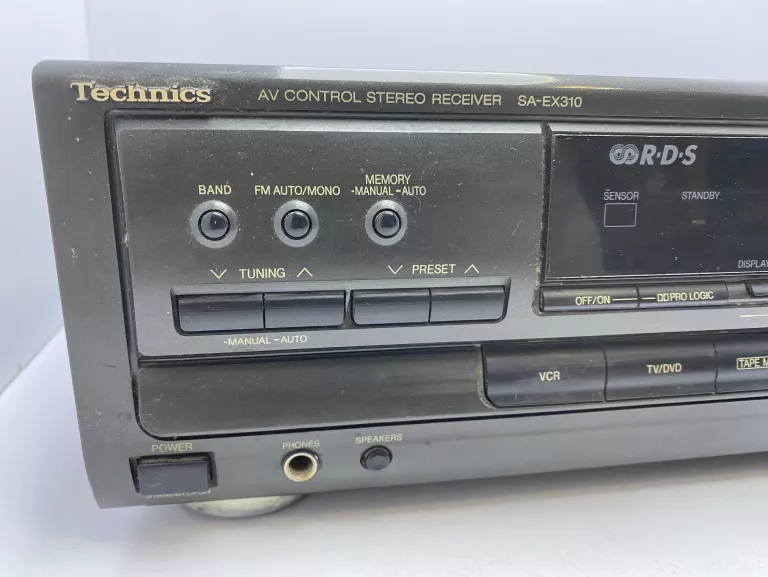 Technics AV CONTROL STEREO RECEIVER SA-EX310
R·D·S
BAND FM AUTO/MONO MEMORY
-MANUAL -AUTO
SENSOR STANDBY
TUNING PRESET
DISPLAY
OFF/ON PRO LOGIC
-MANUAL -AUTO
VCR TV/DVD TAPE M
POWER PHONES SPEAKERS